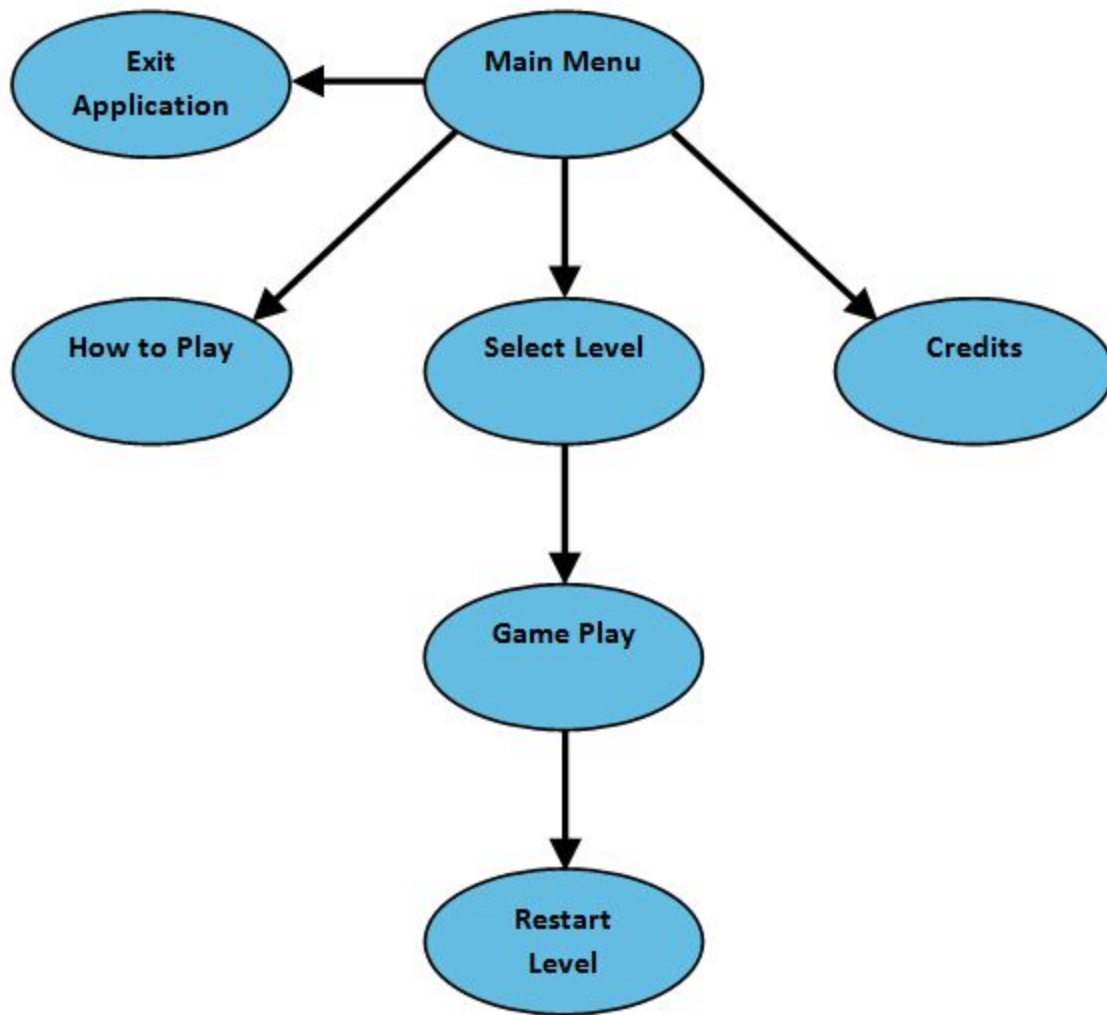 Exit
Application
Main Menu
How to Play
Select Level
Credits
Game Play
Restart
Level